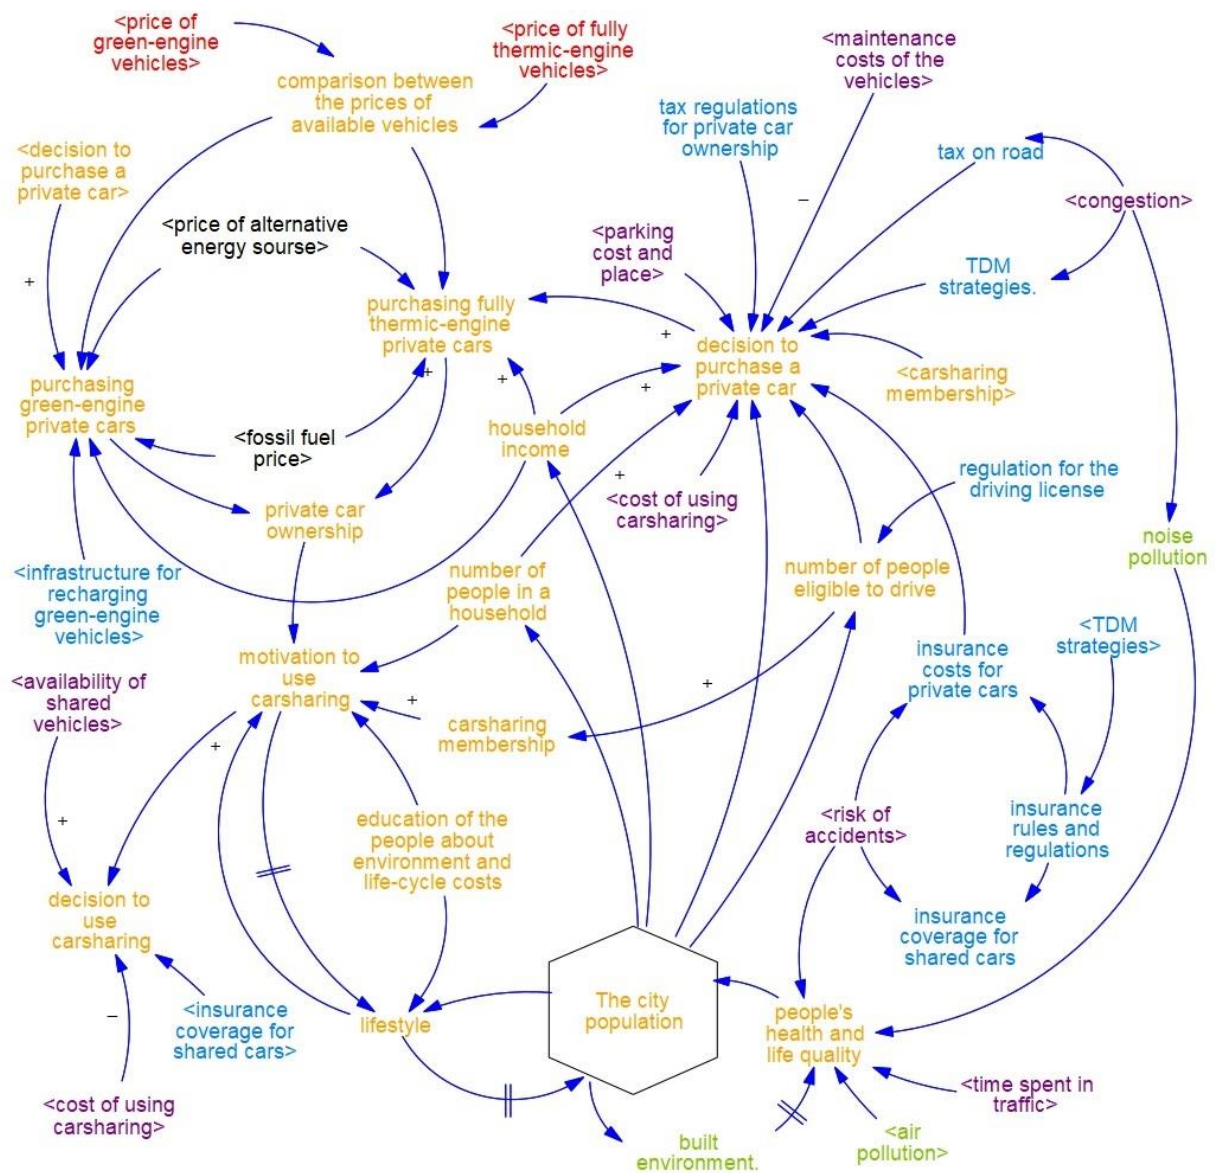 <price of
green-engine
vehicles>
<price of fully
thermic-engine
vehicles>
<maintenance
costs of the
vehicles>
comparison between
the prices of
available vehicles
tax regulations
for private car
ownership
tax on road
<decision to
purchase a
private car>
<congestion>
–
<price of alternative
energy sourse>
<parking
cost and
place>
TDM
strategies.
+
purchasing fully
thermic-engine
private cars
+
decision to
purchase a
private car
<carsharing
membership>
purchasing
green-engine
private cars
+
+
+
<fossil fuel
price>
household
income
+
<cost of using
carsharing>
regulation for the
driving license
private car
ownership
noise
pollution
<infrastructure for
recharging
green-engine
vehicles>
number of
people in a
household
number of people
eligible to drive
<TDM
strategies>
motivation to
use
carsharing
insurance
costs for
private cars
<availability of
shared
vehicles>
+
+
carsharing
membership
+
+
education of the
people about
environment and
life-cycle costs
<risk of
accidents>
insurance
rules and
regulations
decision to
use
carsharing
insurance
coverage for
shared cars
–
<insurance
coverage for
shared cars>
lifestyle
The city
population
people's
health and
life quality
<cost of using
carsharing>
<time spent in
traffic>
built
environment.
<air
pollution>